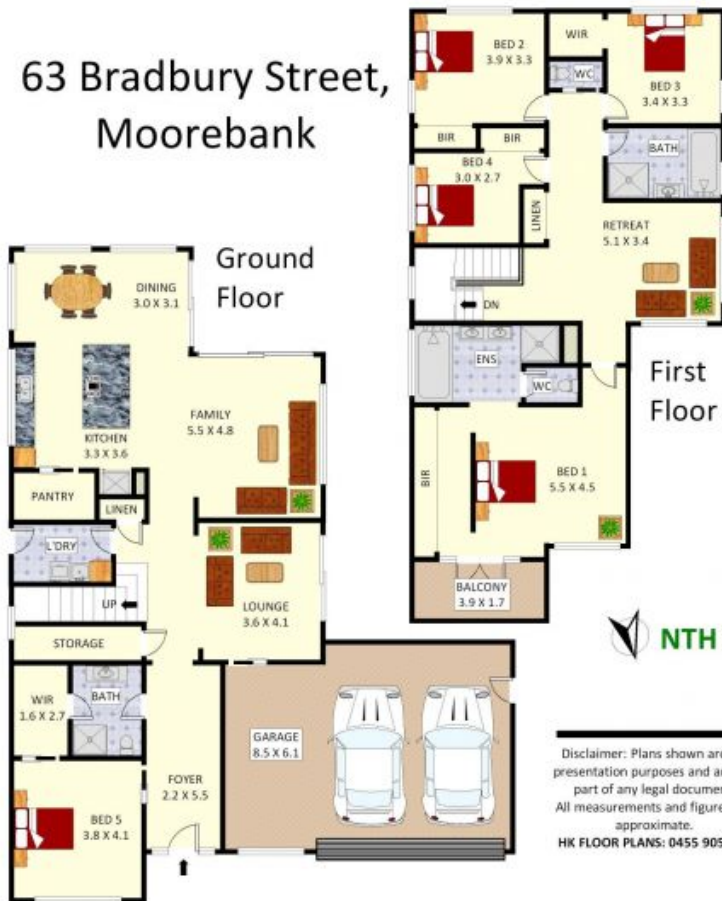 63 Bradbury Street,
Moorebank
Ground
Floor
DINING
3.0 X 3.1
KITCHEN
3.3 X 3.6
FAMILY
5.5 X 4.8
PANTRY
LINEN
L'DRY
UP
LOUNGE
3.6 X 4.1
STORAGE
WIR
1.6 X 2.7
BATH
GARAGE
8.5 X 6.1
FOYER
2.2 X 5.5
BED 5
3.8 X 4.1
First
Floor
BED 2
3.9 X 3.3
WIR
WC
BED 3
3.4 X 3.3
BIR
BIR
BATH
BED 4
3.0 X 2.7
LINEN
RETREAT
5.1 X 3.4
DN
ENS
WC
BIR
BED 1
5.5 X 4.5
BALCONY
3.9 X 1.7
NTH
Disclaimer: Plans shown are
presentation purposes and
part of any legal
All measurements and
approximate.
HK FLOOR PLANS: 0455